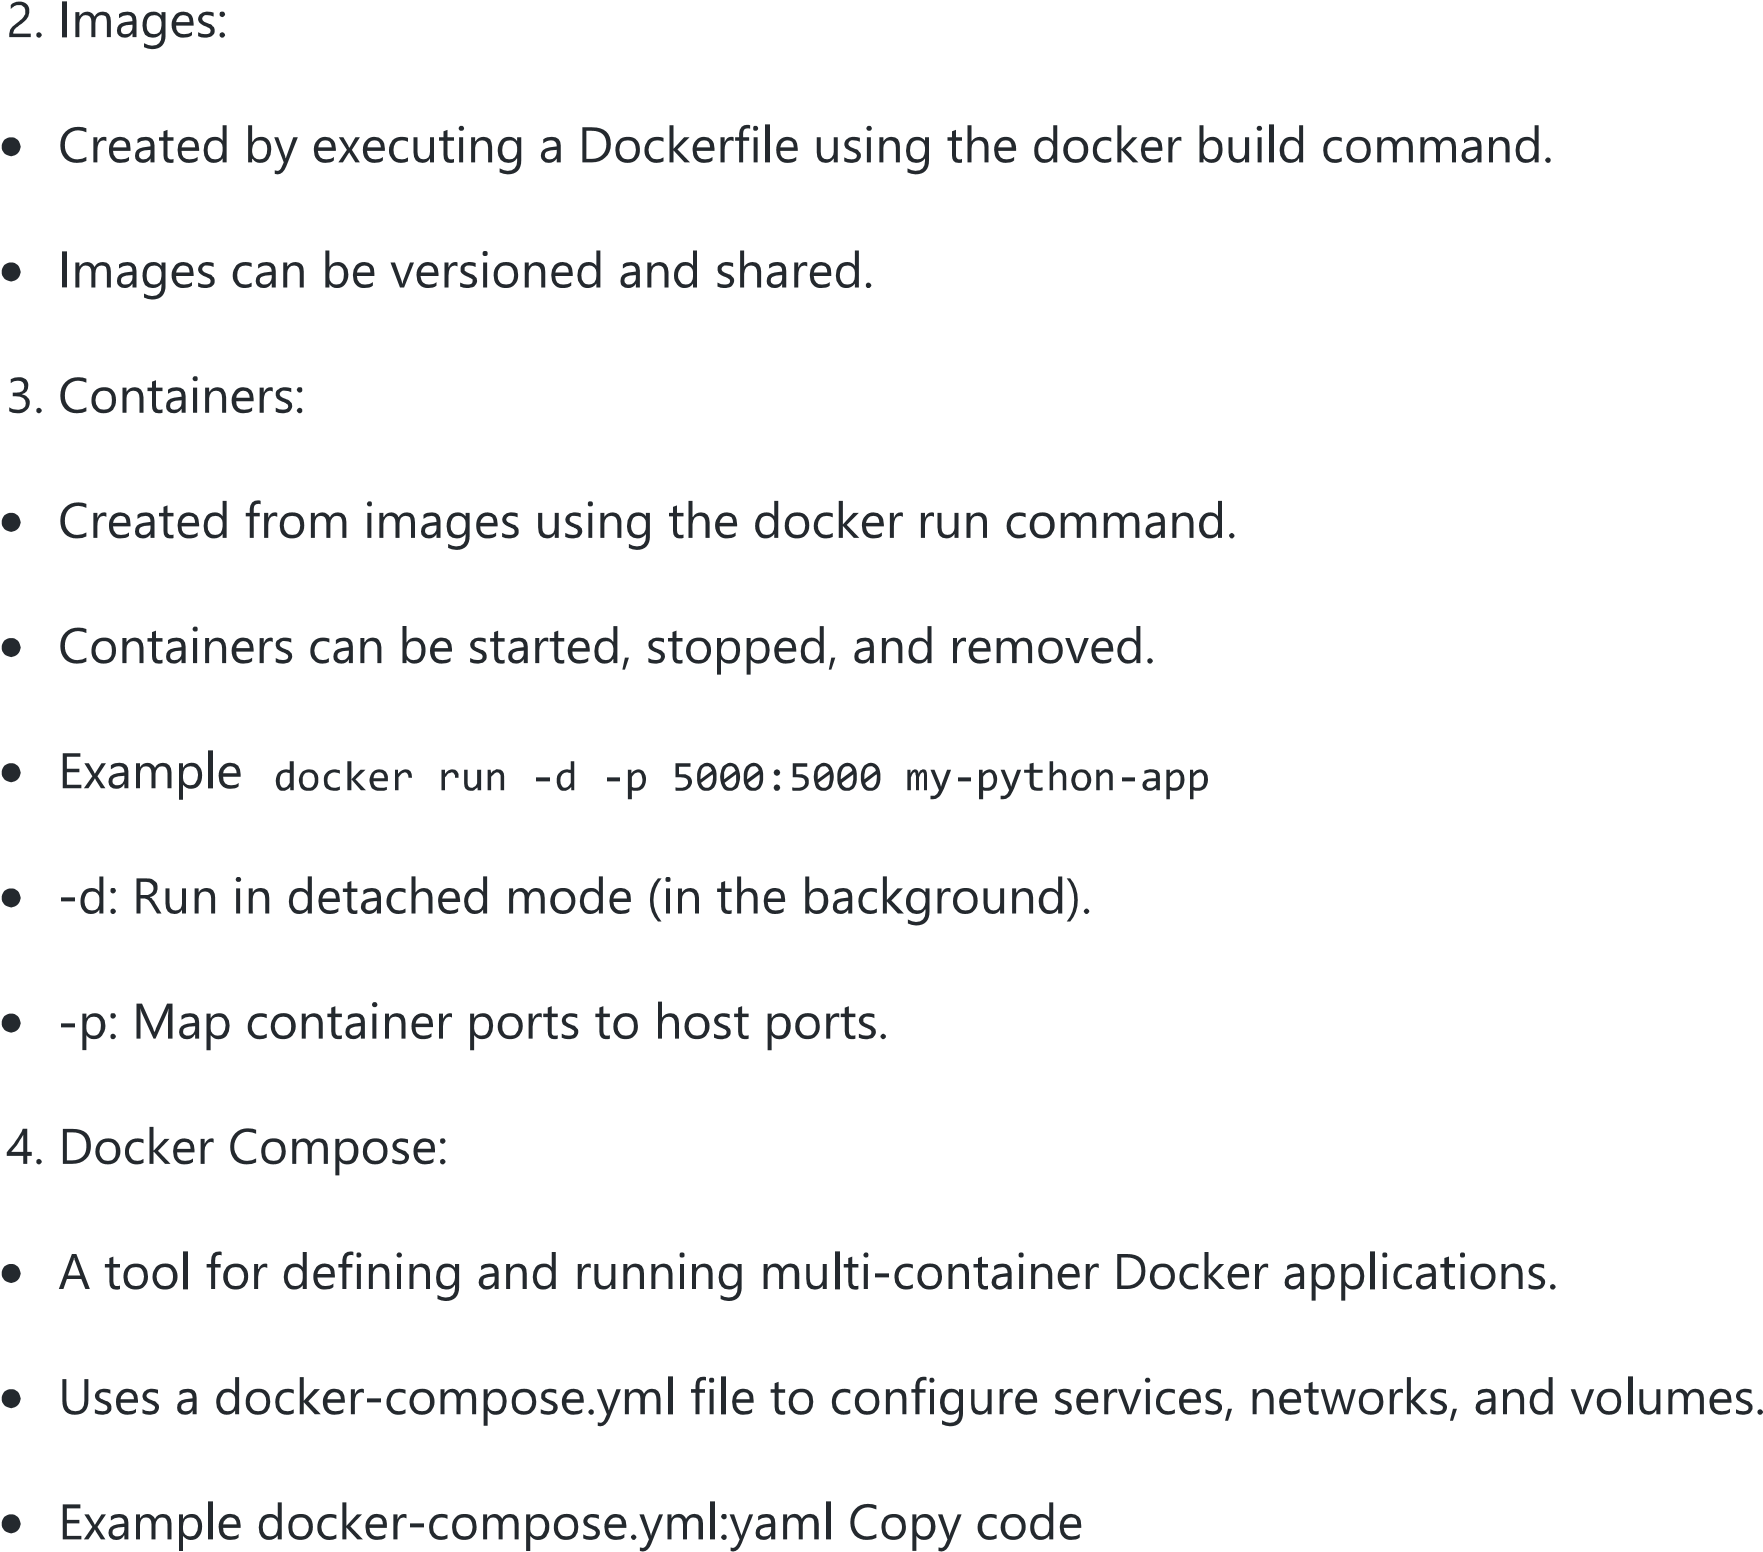 2. Images:
• Created by executing a Dockerfile using the docker build command.
• Images can be versioned and shared.
3. Containers:
• Created from images using the docker run command.
• Containers can be started, stopped, and removed.
• Example docker run -d -p 5000:5000 my-python-app
• -d: Run in detached mode (in the background).
• -p: Map container ports to host ports.
4. Docker Compose:
• A tool for defining and running multi-container Docker applications.
• Uses a docker-compose.yml file to configure services, networks, and volumes.
• Example docker-compose.yml:yaml Copy code